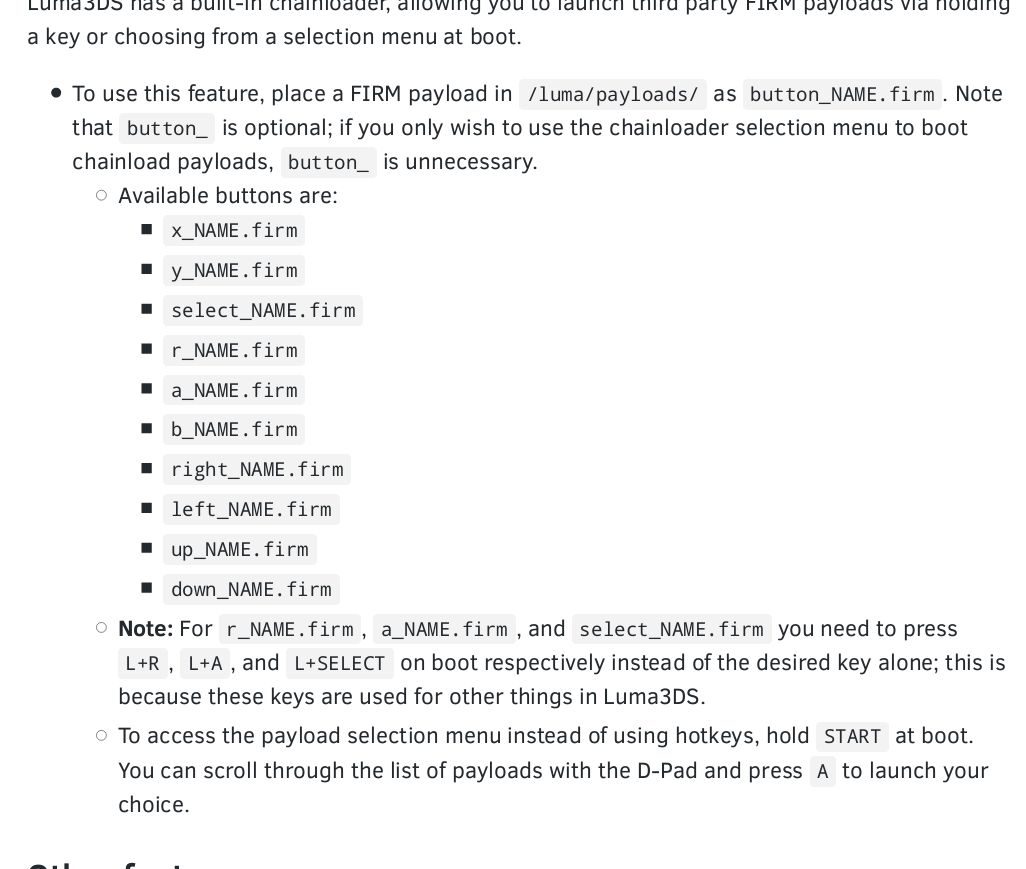 Luma3DS has a built-in chainloader, allowing you to launch third party FIRM payloads via holding
a key or choosing from a selection menu at boot.
To use this feature, place a FIRM payload in /luma/payloads/ as button_NAME.firm. Note
that button_ is optional; if you only wish to use the chainloader selection menu to boot
chainload payloads, button_ is unnecessary.
Available buttons are:
x_NAME.firm
y_NAME.firm
select_NAME.firm
r_NAME.firm
a_NAME.firm
b_NAME.firm
right_NAME.firm
left_NAME.firm
up_NAME.firm
down_NAME.firm
Note: For r_NAME.firm, a_NAME.firm, and select_NAME.firm you need to press
L+R, L+A, and L+SELECT on boot respectively instead of the desired key alone; this is
because these keys are used for other things in Luma3DS.
To access the payload selection menu instead of using hotkeys, hold START at boot.
You can scroll through the list of payloads with the D-Pad and press A to launch your
choice.